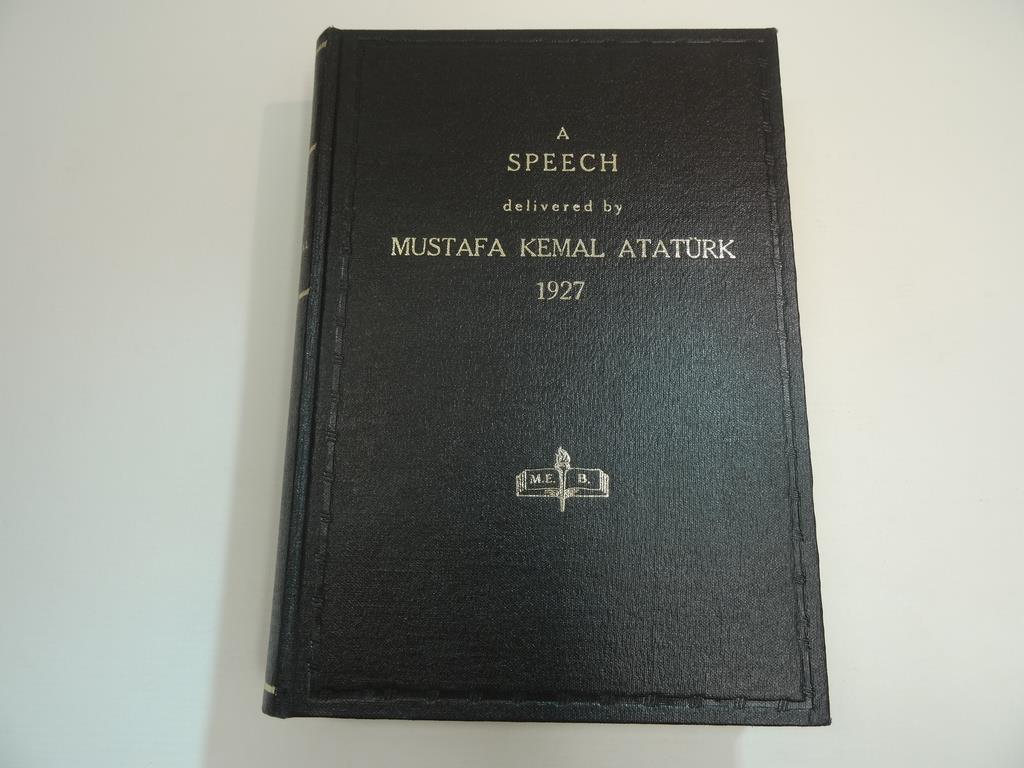 A
SPEECH
delivered by
MUSTAFA KEMAL ATATÜRK
1927
M.E. B.